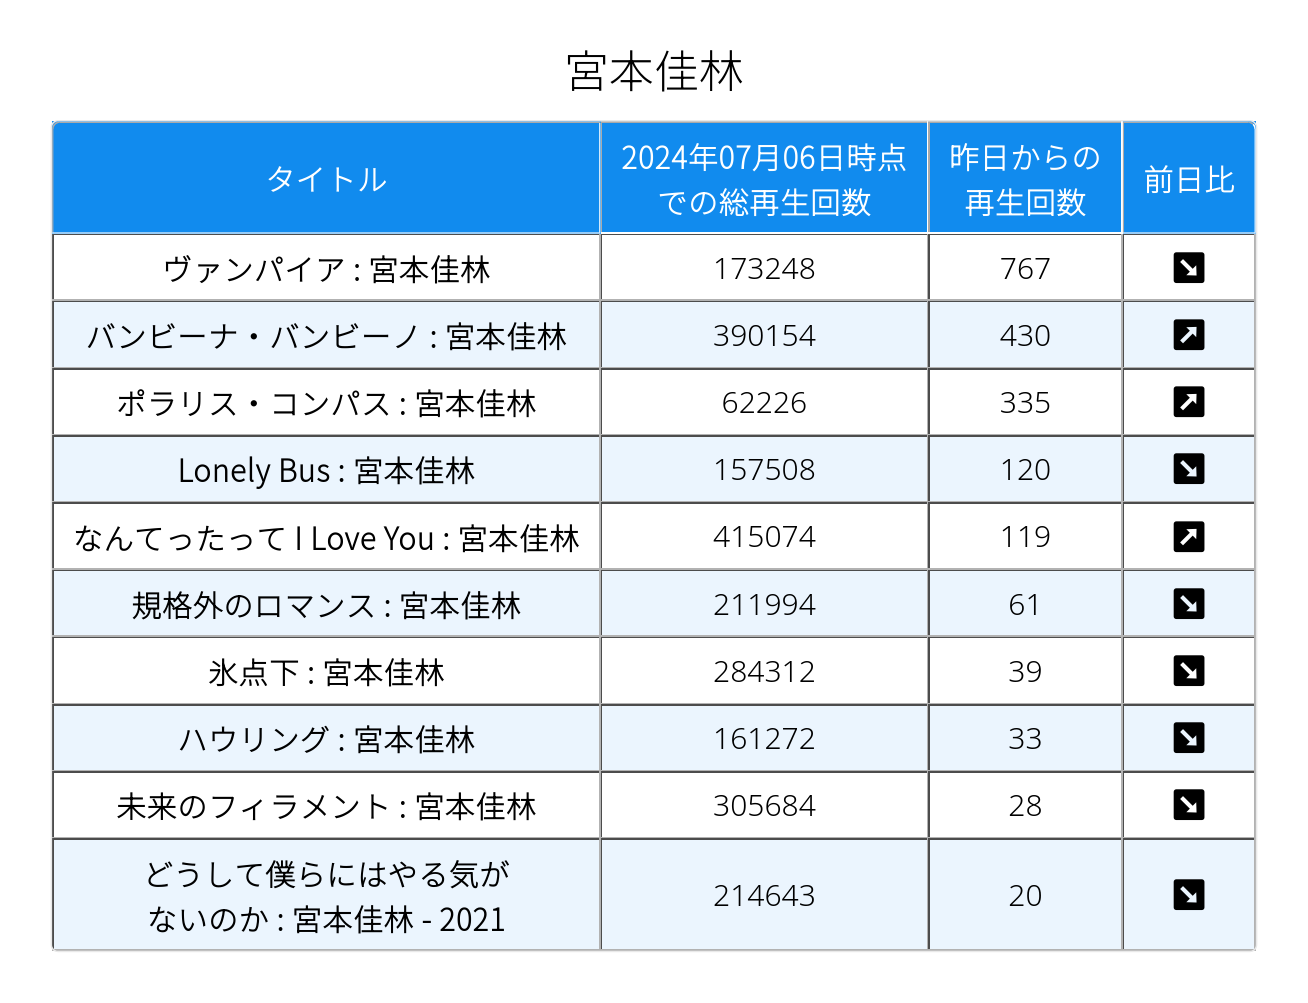 宮本佳林
タイトル
2024年07月06日時点
での総再生回数
昨日からの
再生回数
前日比
ヴァンパイア : 宮本佳林 173248 767
バンビーナ・バンビーノ : 宮本佳林 390154 430
ポラリス・コンパス : 宮本佳林 62226 335
Lonely Bus : 宮本佳林 157508 120
なんてったって I Love You : 宮本佳林 415074 119
規格外のロマンス : 宮本佳林 211994 61
氷点下 : 宮本佳林 284312 39
ハウリング : 宮本佳林 161272 33
未来のフィラメント : 宮本佳林 305684 28
どうして僕らにはやる気が
ないのか : 宮本佳林 - 2021
214643 20